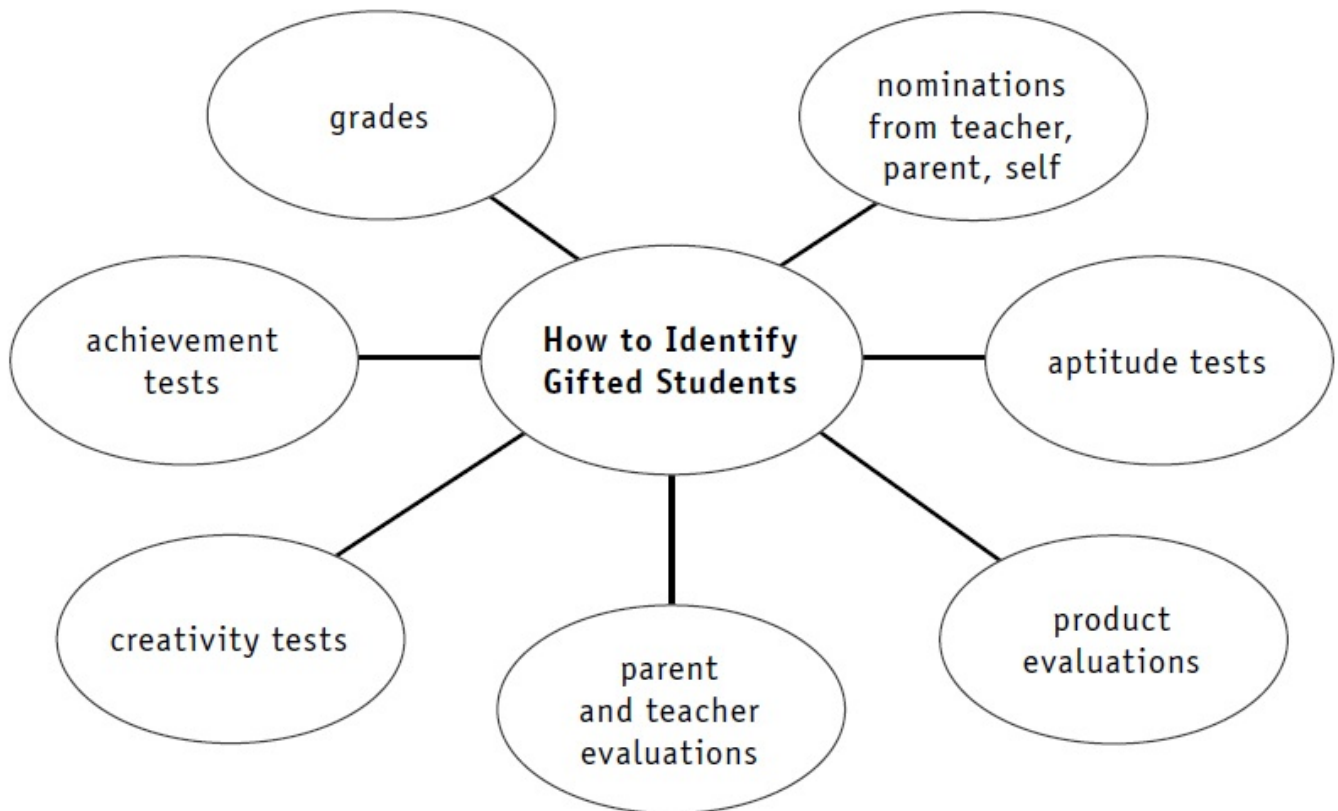 grades
nominations
from teacher,
parent, self
achievement
tests
How to Identify
Gifted Students
aptitude tests
creativity tests
parent
and teacher
evaluations
product
evaluations